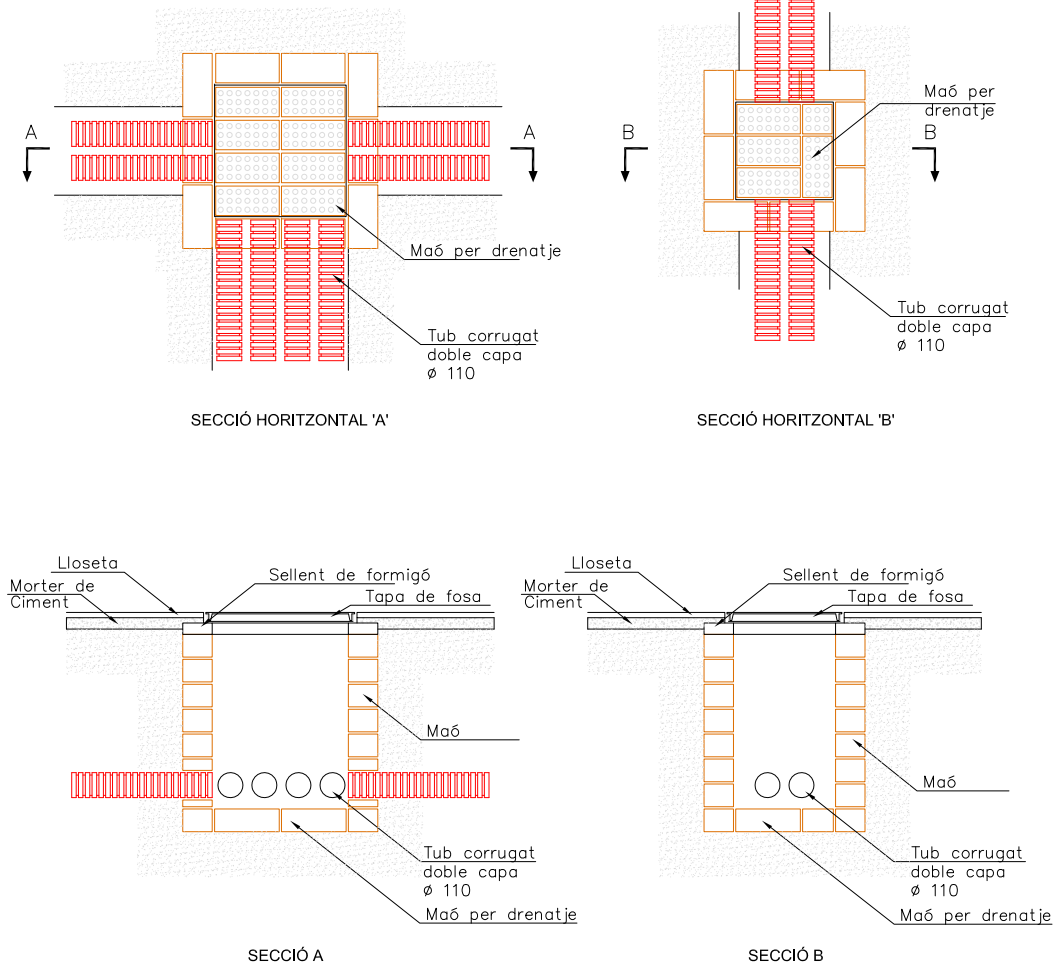 A
A
Maó per drenatje
Tub corrugat
doble capa
ø 110
SECCIÓ HORITZONTAL 'A'
Maó per
drenatje
B
B
Tub corrugat
doble capa
ø 110
SECCIÓ HORITZONTAL 'B'
Lloseta
Morter de
Ciment
Sellent de formigó
Tapa de fosa
Maó
Tub corrugat
doble capa
ø 110
Maó per drenatje
SECCIÓ A
Lloseta
Morter de
Ciment
Sellent de formigó
Tapa de fosa
Maó
Tub corrugat
doble capa
ø 110
Maó per drenatje
SECCIÓ B